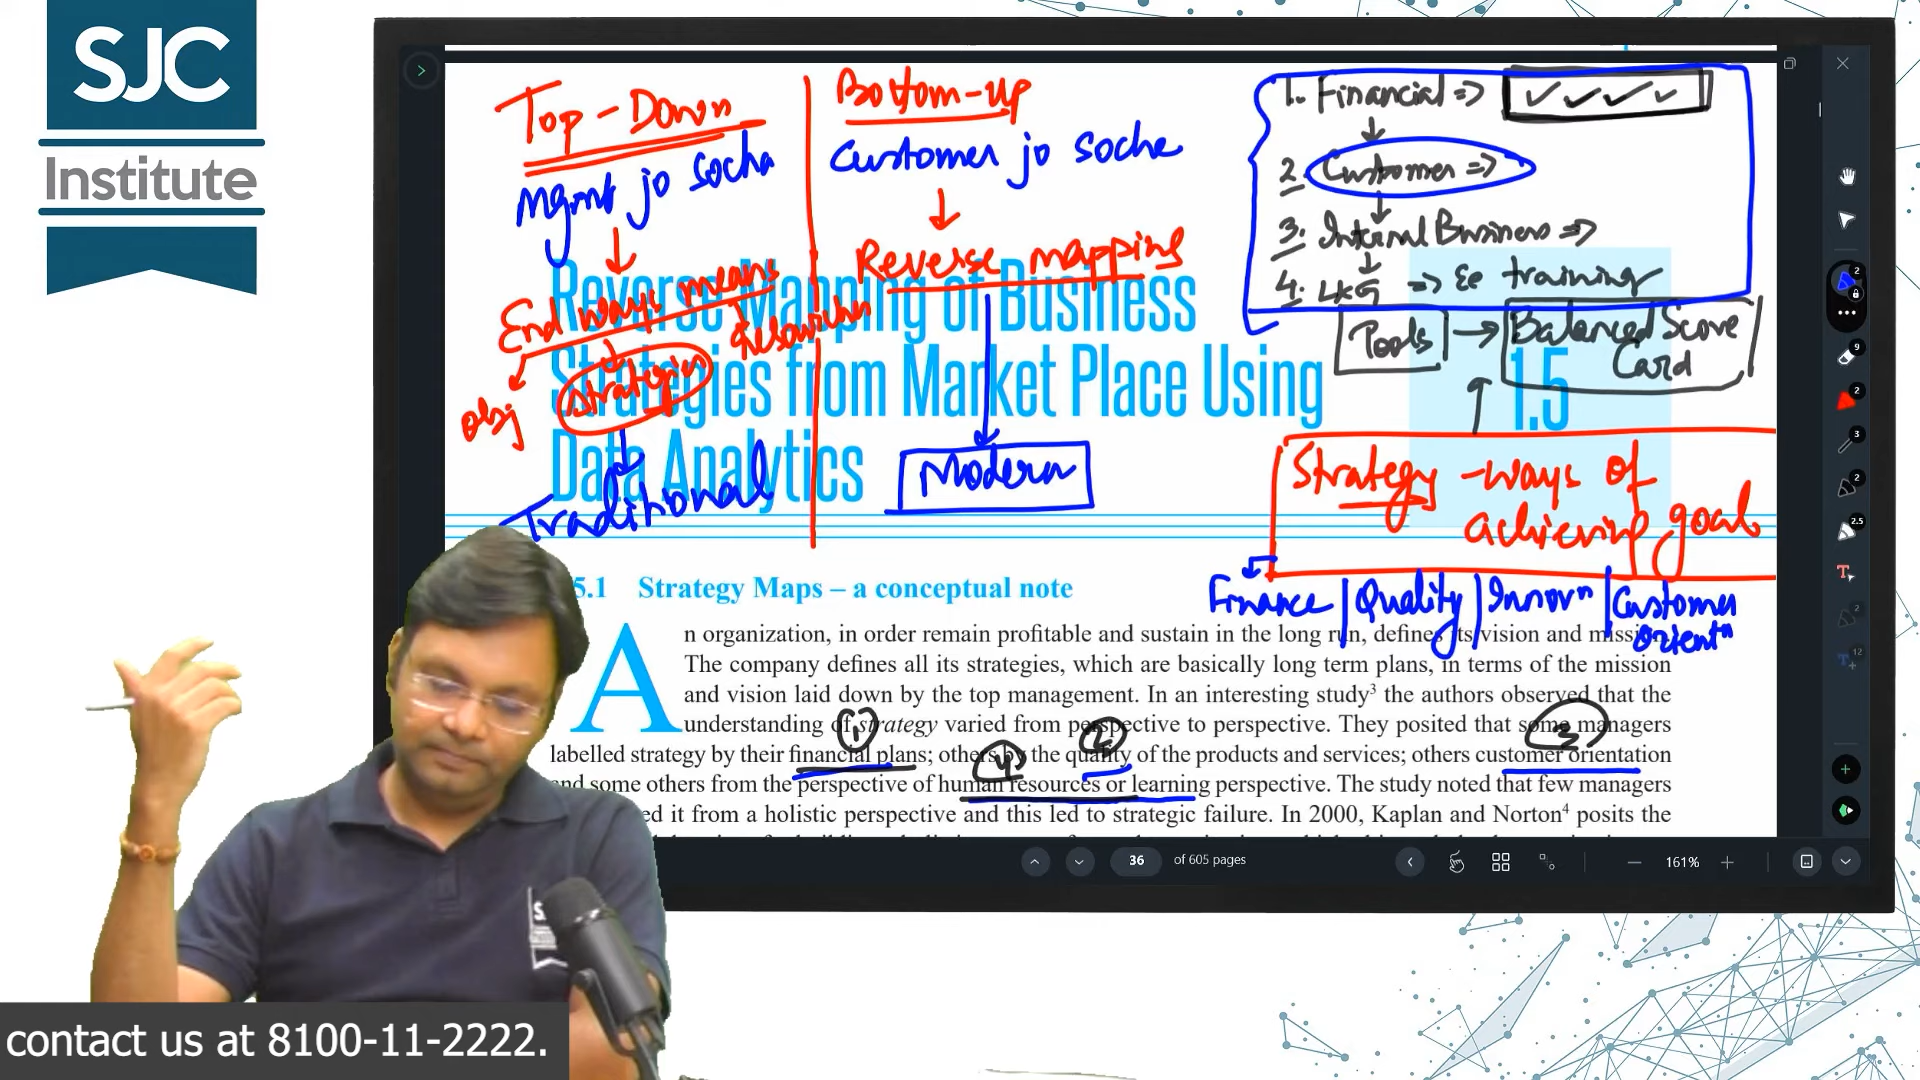 SJC
Institute
Top-Down
Mgmt jo socha
End ways means
obj
Strategies
Traditional
Bottom-up
Customer jo soche
Reverse mapping
Modern
1. Financial => ✓✓✓✓
2. Customer =>
3. Internal Business =>
4. L&G => Ee training
Tools → Balanced Score
Card
Reverse Mapping of Business
Strategies from Market Place Using
Data Analytics
1.5
Strategy - ways of
achieving goal
Finance | Quality | Innovn | Customer
Orientn
5.1 Strategy Maps – a conceptual note
An organization, in order remain profitable and sustain in the long run, defines its vision and mission.
The company defines all its strategies, which are basically long term plans, in terms of the mission
and vision laid down by the top management. In an interesting study3 the authors observed that the
understanding of strategy varied from perspective to perspective. They posited that some managers
labelled strategy by their financial plans; others by the quality of the products and services; others customer orientation
and some others from the perspective of human resources or learning perspective. The study noted that few managers
ed it from a holistic perspective and this led to strategic failure. In 2000, Kaplan and Norton4 posits the
1
2
3
4
36 of 605 pages
161%
contact us at 8100-11-2222.